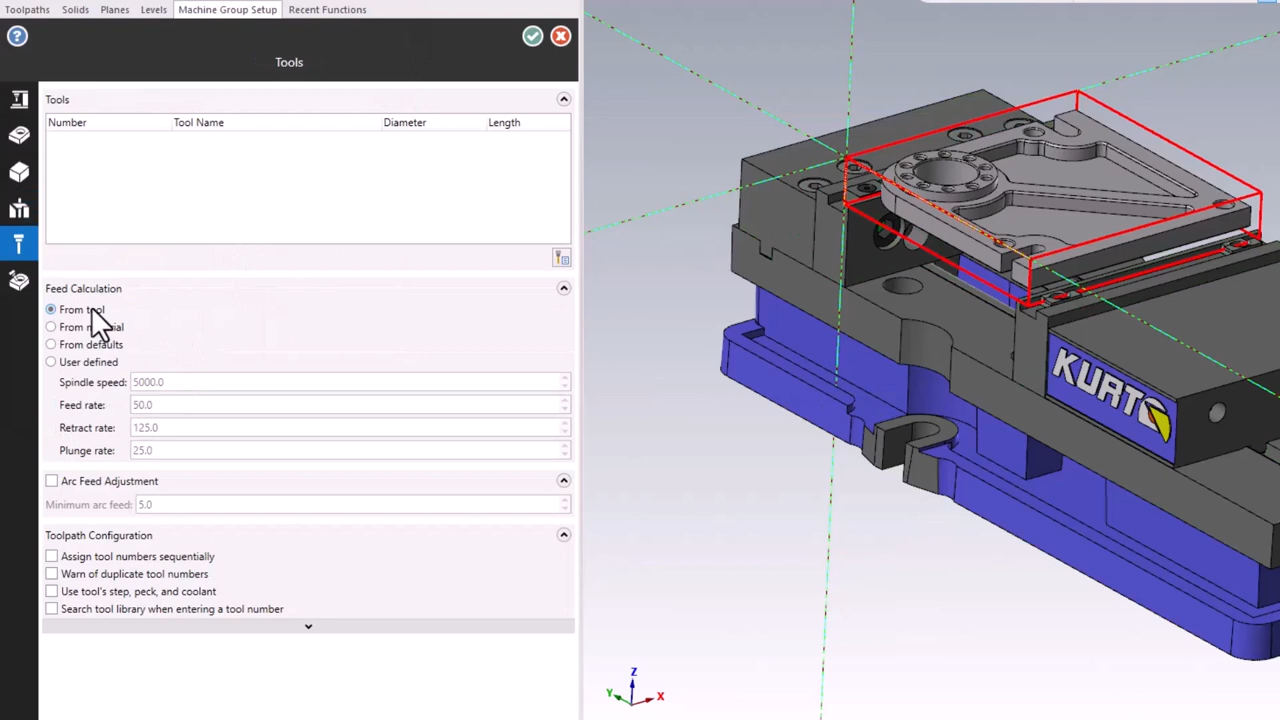 Toolpaths Solids Planes Levels Machine Group Setup Recent Functions
?
Tools
Tools
Number Tool Name Diameter Length
Feed Calculation
From tool
From material
From defaults
User defined
Spindle speed: 5000.0
Feed rate: 50.0
Retract rate: 125.0
Plunge rate: 25.0
Arc Feed Adjustment
Minimum arc feed: 5.0
Toolpath Configuration
Assign tool numbers sequentially
Warn of duplicate tool numbers
Use tool's step, peck, and coolant
Search tool library when entering a tool number
KURT
Z
Y X